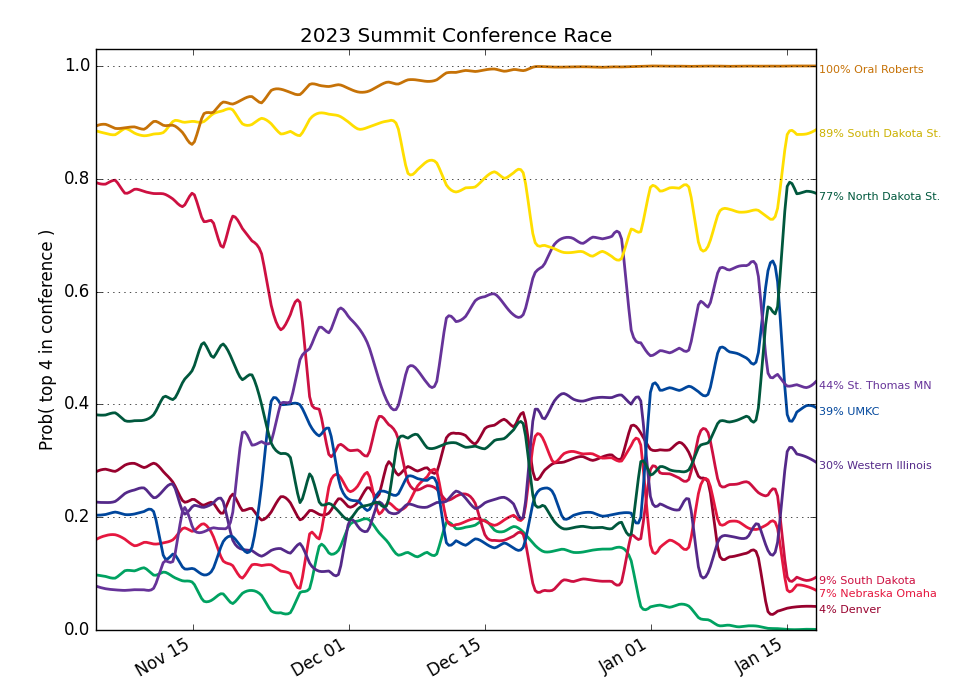 2023 Summit Conference Race
Prob( top 4 in conference )
1.0
0.8
0.6
0.4
0.2
0.0
Nov 15
Dec 01
Dec 15
Jan 01
Jan 15
100% Oral Roberts
89% South Dakota St.
77% North Dakota St.
44% St. Thomas MN
39% UMKC
30% Western Illinois
9% South Dakota
7% Nebraska Omaha
4% Denver